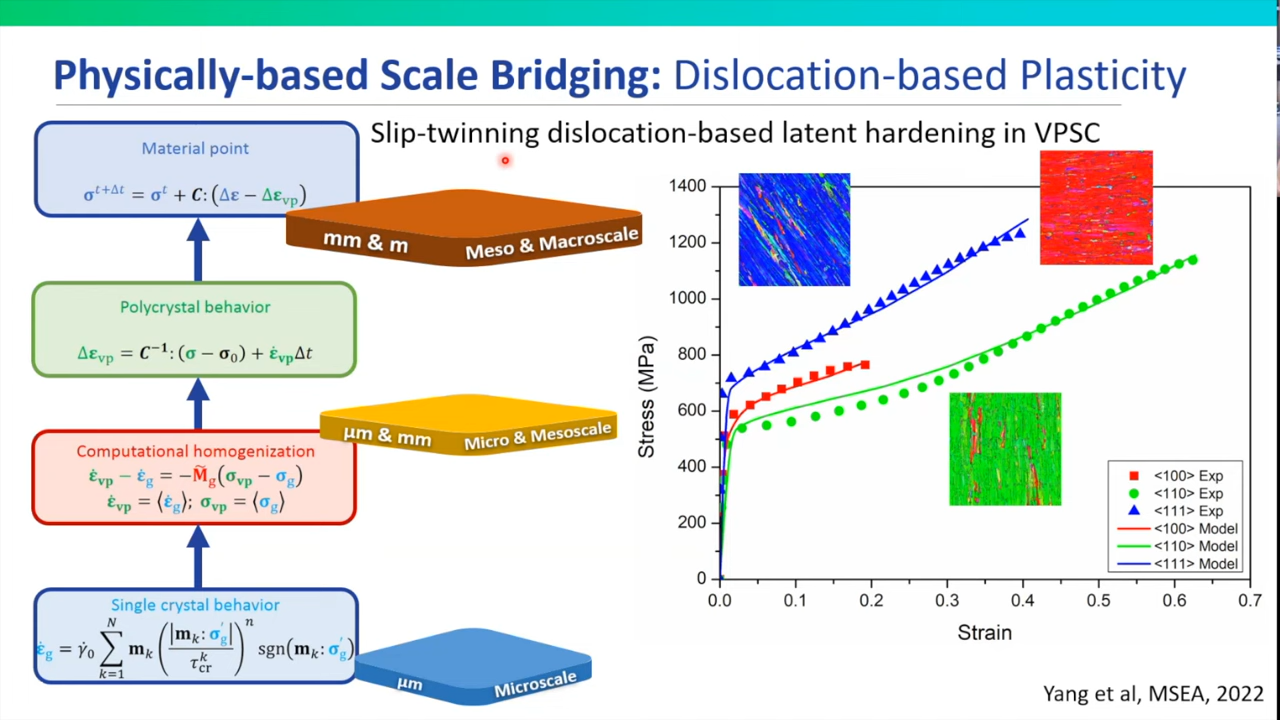 Physically-based Scale Bridging: Dislocation-based Plasticity
Slip-twinning dislocation-based latent hardening in VPSC
Material point
σ^{t+Δt} = σ^t + C:(Δε − Δε_vp)
mm & m
Meso & Macroscale
Polycrystal behavior
Δε_vp = C^{−1}:(σ − σ_0) + ε̇_vp Δt
μm & mm
Micro & Mesoscale
Computational homogenization
ε̇_vp − ε̇_g = −M̃_g(σ_vp − σ_g)
ε̇_vp = ⟨ε̇_g⟩; σ_vp = ⟨σ_g⟩
Single crystal behavior
ε̇_g = γ̇_0 ∑_{k=1}^{N} m_k (|m_k: σ_g′| / τ_cr^k)^n sgn(m_k: σ_g′)
μm
Microscale
Stress (MPa)
1400
1200
1000
800
600
400
200
0
0.0 0.1 0.2 0.3 0.4 0.5 0.6 0.7
Strain
<100> Exp
<110> Exp
<111> Exp
<100> Model
<110> Model
<111> Model
Yang et al, MSEA, 2022